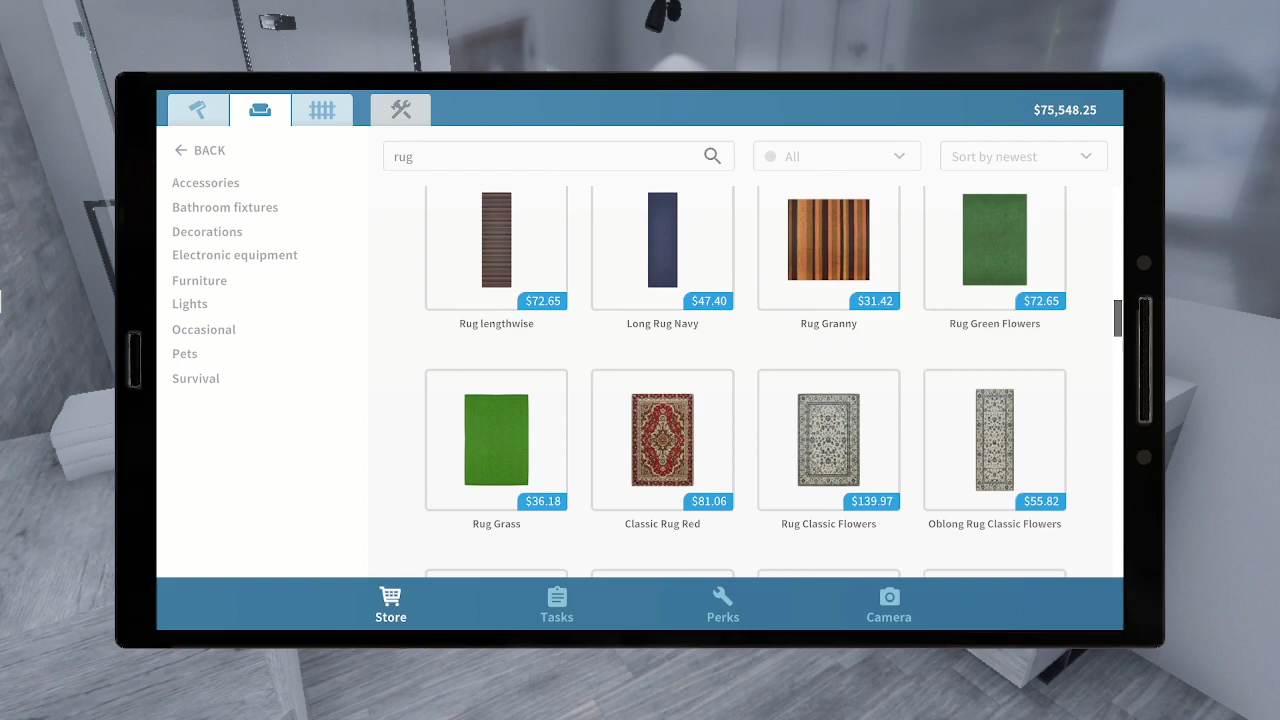 $75,548.25
BACK
rug
All
Sort by newest
Accessories
Bathroom fixtures
Decorations
Electronic equipment
Furniture
Lights
Occasional
Pets
Survival
$72.65
$47.40
$31.42
$72.65
Rug lengthwise
Long Rug Navy
Rug Granny
Rug Green Flowers
$36.18
$81.06
$139.97
$55.82
Rug Grass
Classic Rug Red
Rug Classic Flowers
Oblong Rug Classic Flowers
Store
Tasks
Perks
Camera